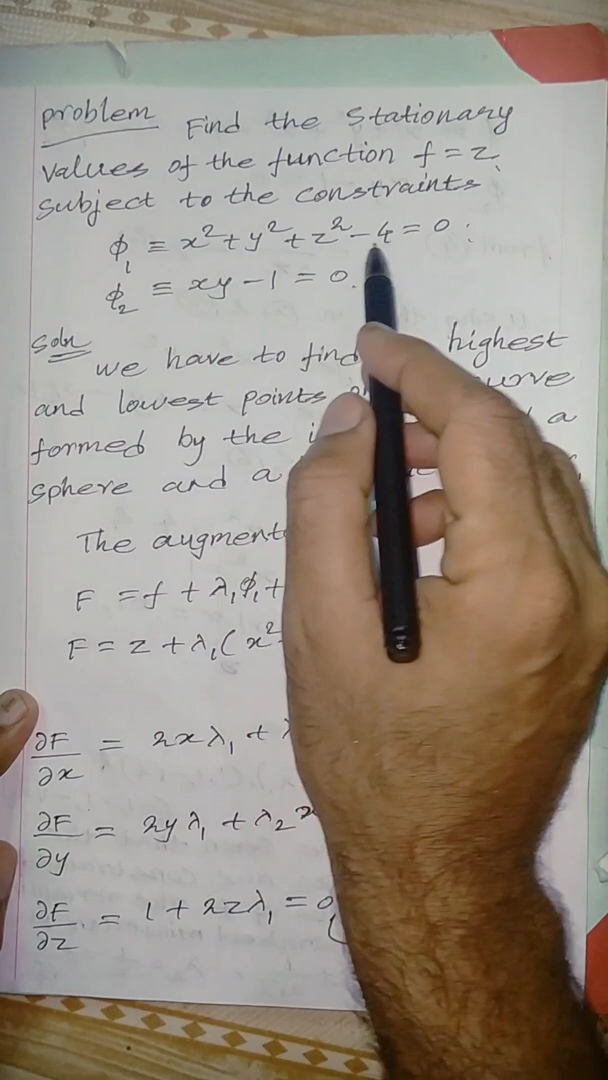 problem Find the stationary
values of the function f = z,
subject to the constraints
ϕ₁ ≡ x² + y² + z² - 4 = 0 ;
ϕ₂ ≡ xy - 1 = 0.
Soln
we have to find highest
and lowest points
formed by the a
sphere and a
The
F = f + λ₁ϕ₁ +
F = z + λ₁(x²
∂F/∂x = 2xλ₁ +
∂F/∂y = 2yλ₁ + λ₂x
∂F/∂z = 1 + 2zλ₁ = 0